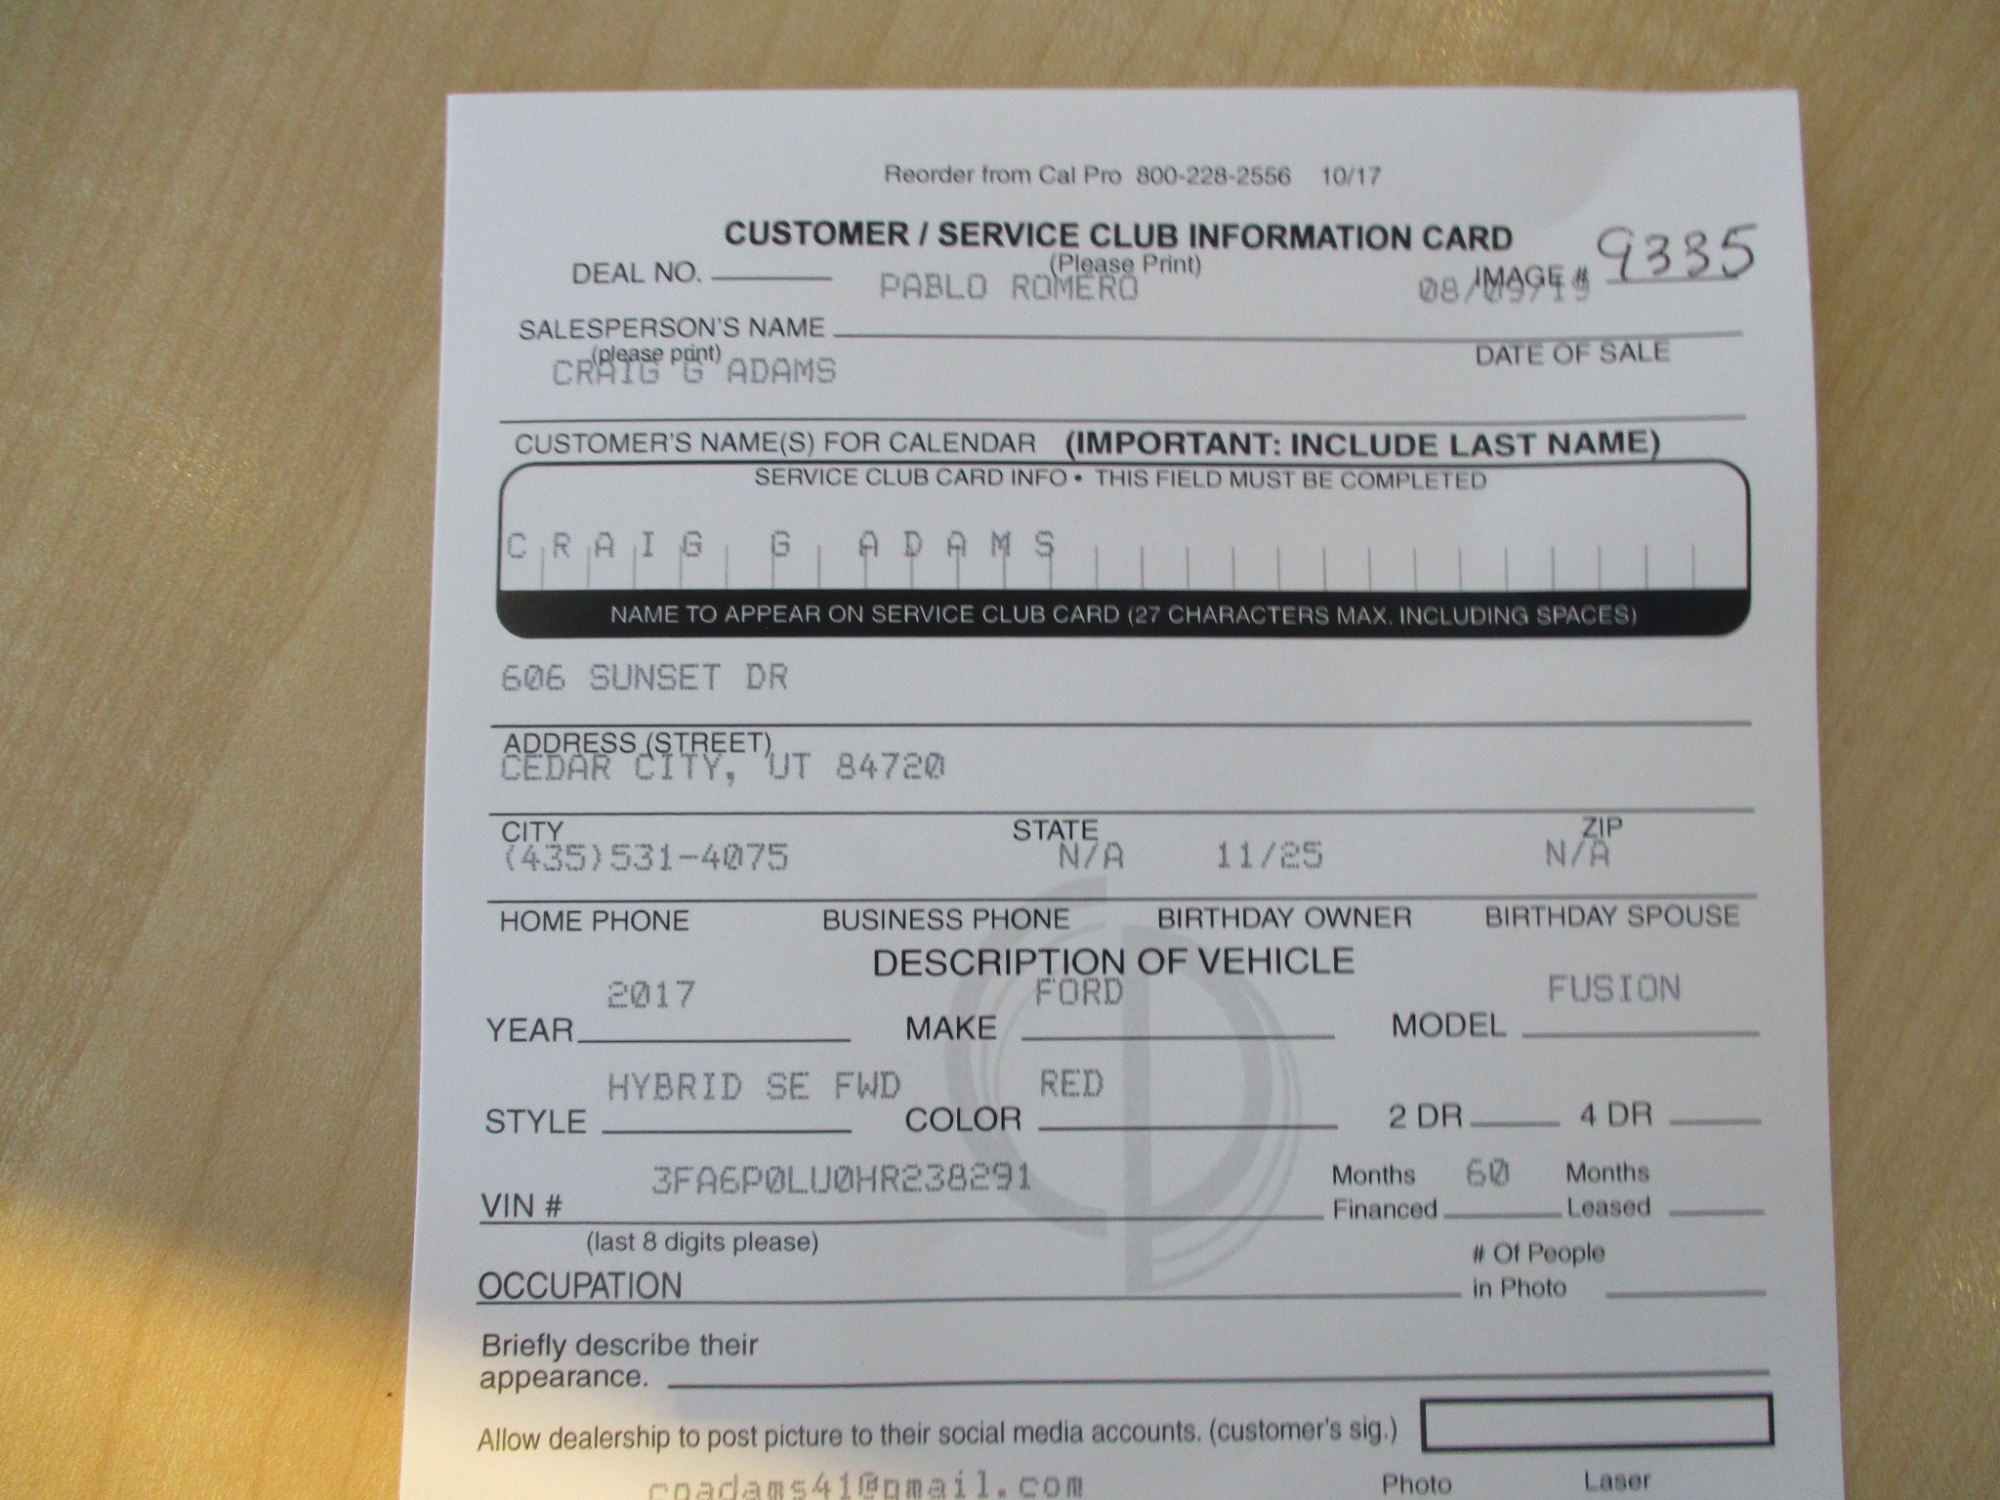 Reorder from Cal Pro 800-228-2556 10/17
CUSTOMER / SERVICE CLUB INFORMATION CARD
(Please Print)
DEAL NO. IMAGE # 9335
PABLO ROMERO 08/09/19
SALESPERSON'S NAME
(please print) DATE OF SALE
CRAIG G ADAMS
CUSTOMER'S NAME(S) FOR CALENDAR (IMPORTANT: INCLUDE LAST NAME)
SERVICE CLUB CARD INFO • THIS FIELD MUST BE COMPLETED
CRAIG G ADAMS
NAME TO APPEAR ON SERVICE CLUB CARD (27 CHARACTERS MAX. INCLUDING SPACES)
606 SUNSET DR
ADDRESS (STREET)
CEDAR CITY, UT 84720
CITY STATE ZIP
(435)531-4075 N/A 11/25 N/A
HOME PHONE BUSINESS PHONE BIRTHDAY OWNER BIRTHDAY SPOUSE
DESCRIPTION OF VEHICLE
2017 FORD FUSION
YEAR MAKE MODEL
HYBRID SE FWD RED
STYLE COLOR 2 DR 4 DR
3FA6P0LU0HR238291 Months 60 Months
VIN # Financed Leased
(last 8 digits please)
# Of People
OCCUPATION in Photo
Briefly describe their
appearance.
Allow dealership to post picture to their social media accounts. (customer's sig.)
Photo Laser